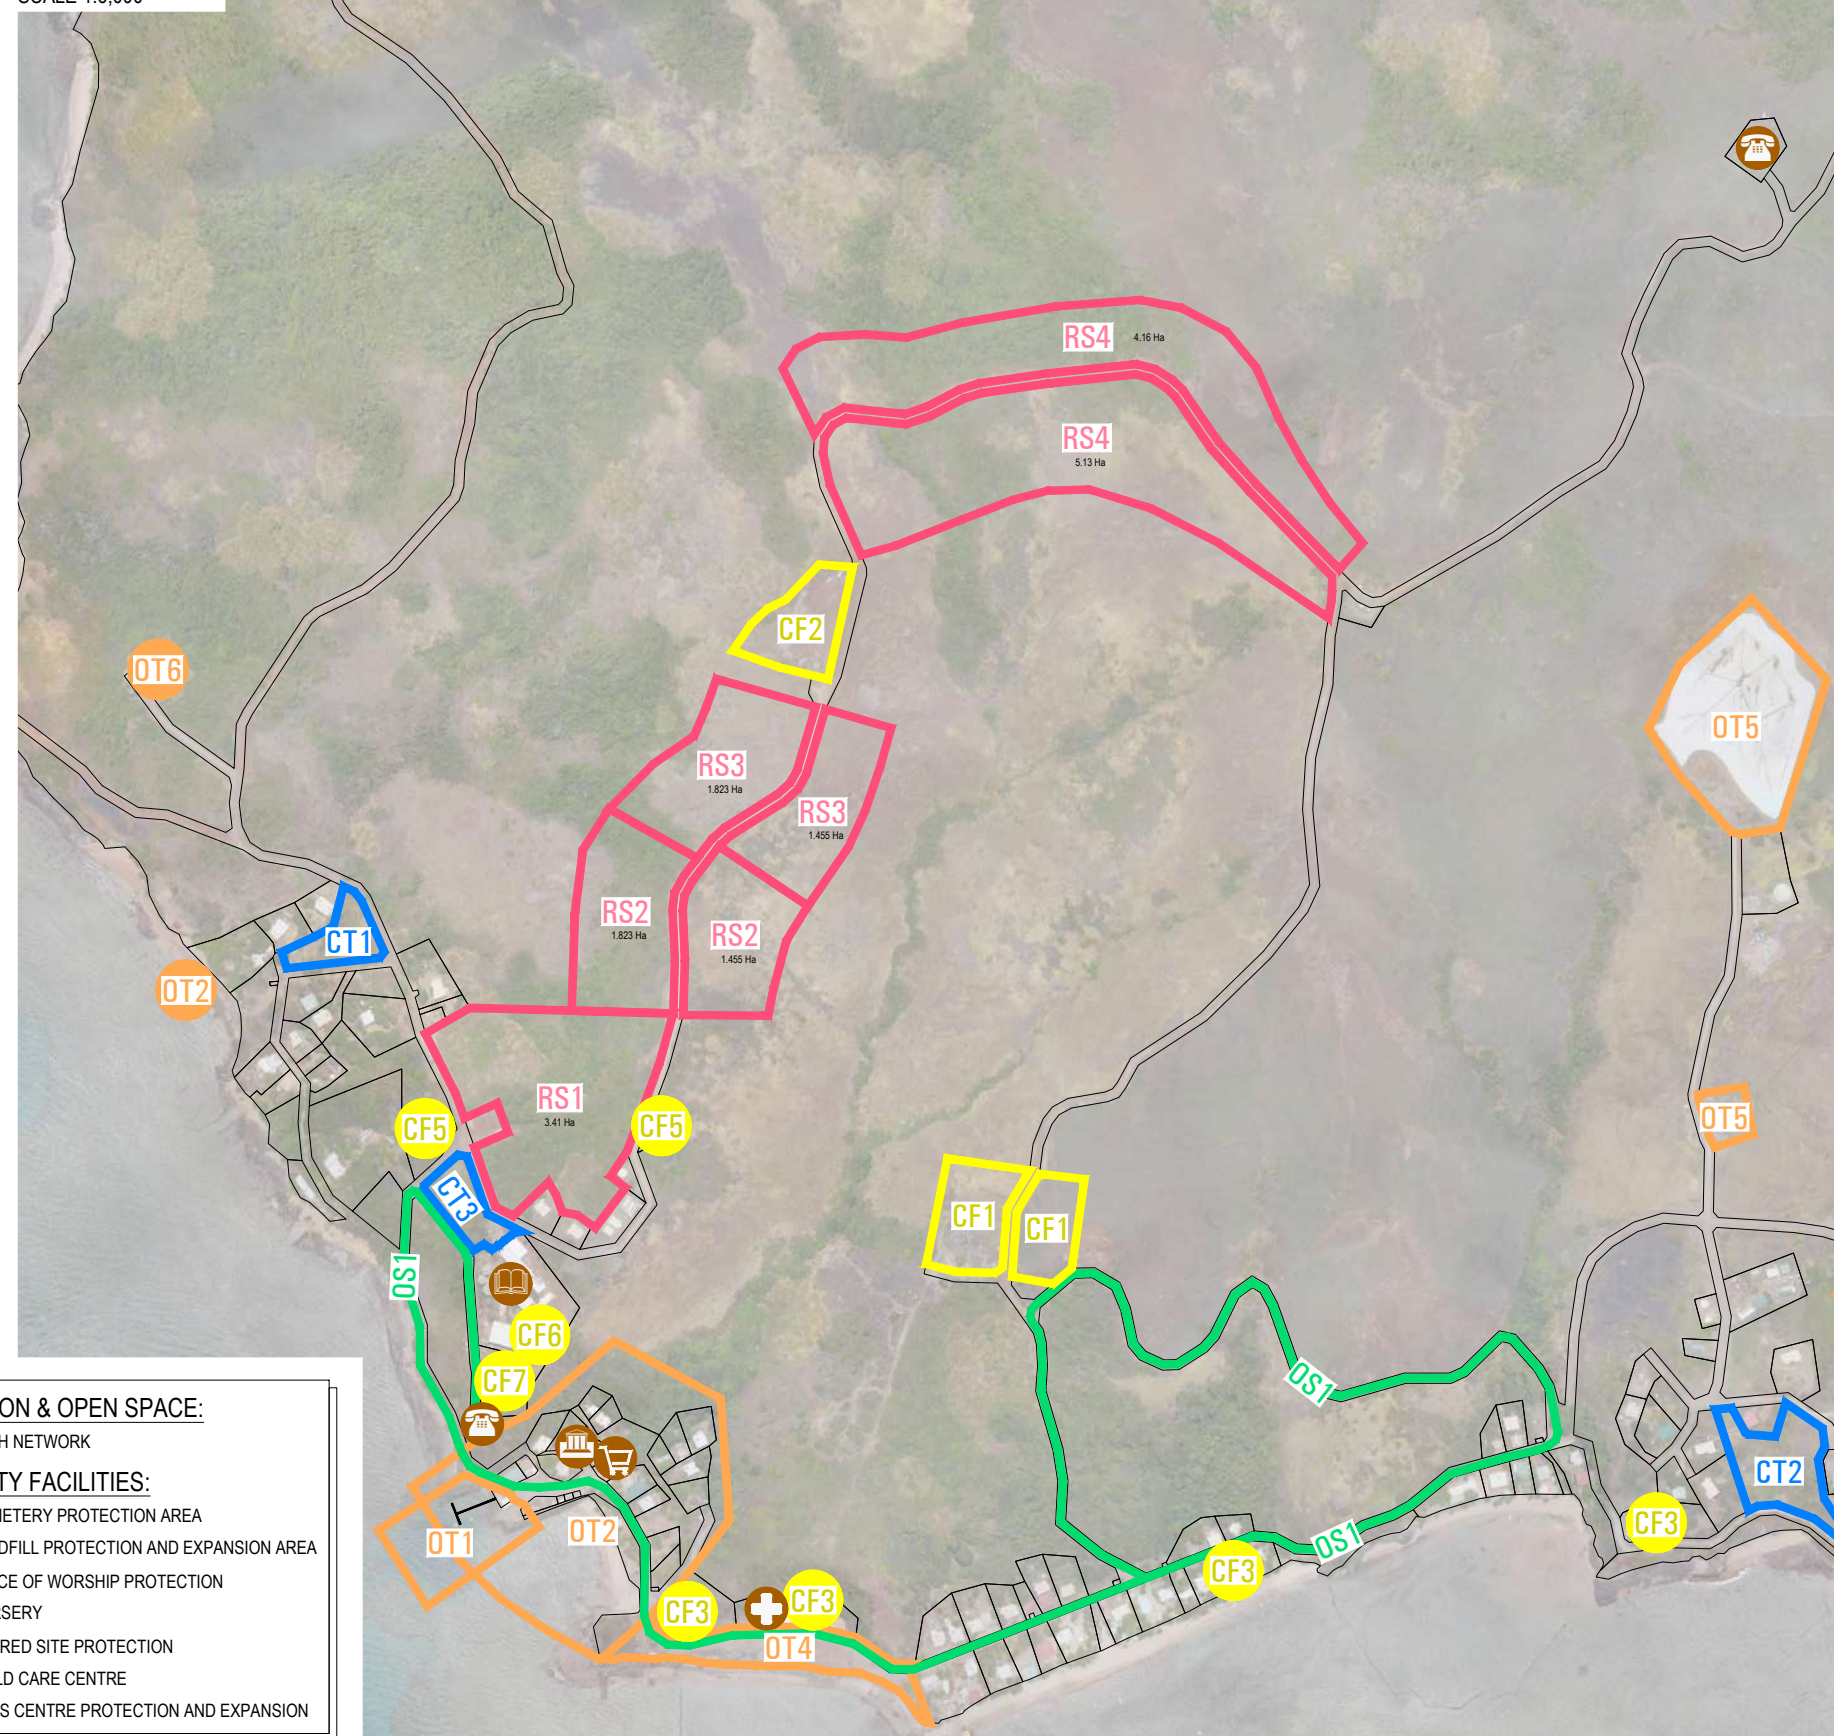 RS4
4.16 Ha
RS4
5.13 Ha
CF2
OT6
OT5
RS3
1.823 Ha
RS3
1.455 Ha
RS2
1.823 Ha
RS2
1.455 Ha
CT1
OT2
RS1
3.41 Ha
CF5
CF5
OT5
CT3
CF1
CF1
OS1
CF6
CF7
OS1
OT1
OT2
CT2
CF3
OS1
CF3
CF3
CF3
OT4
ON & OPEN SPACE:
H NETWORK
TY FACILITIES:
METERY PROTECTION AREA
DFILL PROTECTION AND EXPANSION AREA
CE OF WORSHIP PROTECTION
RSERY
RED SITE PROTECTION
LD CARE CENTRE
S CENTRE PROTECTION AND EXPANSION